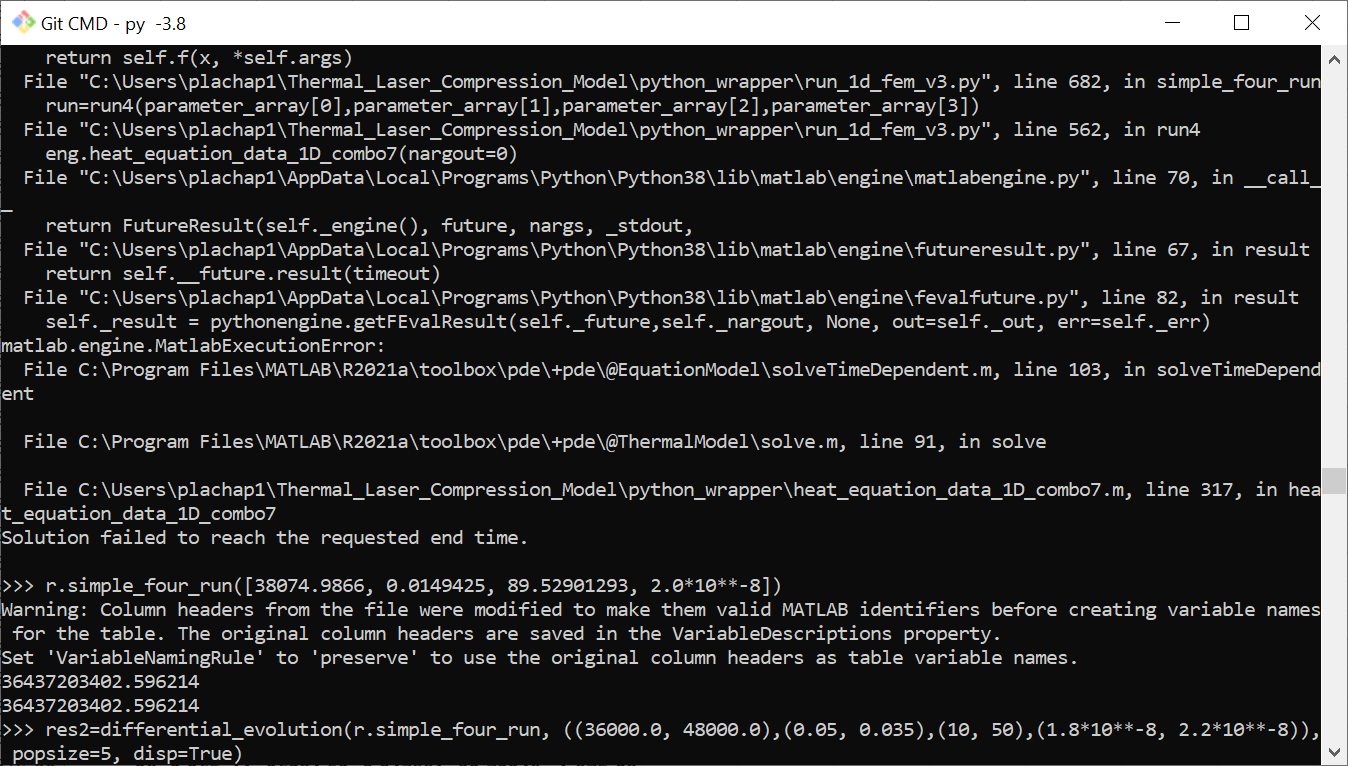 Git CMD - py  -3.8
    return self.f(x, *self.args)
  File "C:\Users\plachap1\Thermal_Laser_Compression_Model\python_wrapper\run_1d_fem_v3.py", line 682, in simple_four_run
    run=run4(parameter_array[0],parameter_array[1],parameter_array[2],parameter_array[3])
  File "C:\Users\plachap1\Thermal_Laser_Compression_Model\python_wrapper\run_1d_fem_v3.py", line 562, in run4
    eng.heat_equation_data_1D_combo7(nargout=0)
  File "C:\Users\plachap1\AppData\Local\Programs\Python\Python38\lib\matlab\engine\matlabengine.py", line 70, in __call_
_
    return FutureResult(self._engine(), future, nargs, _stdout,
  File "C:\Users\plachap1\AppData\Local\Programs\Python\Python38\lib\matlab\engine\futureresult.py", line 67, in result
    return self.__future.result(timeout)
  File "C:\Users\plachap1\AppData\Local\Programs\Python\Python38\lib\matlab\engine\fevalfuture.py", line 82, in result
    self._result = pythonengine.getFEvalResult(self._future,self._nargout, None, out=self._out, err=self._err)
matlab.engine.MatlabExecutionError:
  File C:\Program Files\MATLAB\R2021a\toolbox\pde\+pde\@EquationModel\solveTimeDependent.m, line 103, in solveTimeDepend
ent
  File C:\Program Files\MATLAB\R2021a\toolbox\pde\+pde\@ThermalModel\solve.m, line 91, in solve
  File C:\Users\plachap1\Thermal_Laser_Compression_Model\python_wrapper\heat_equation_data_1D_combo7.m, line 317, in hea
t_equation_data_1D_combo7
Solution failed to reach the requested end time.
>>> r.simple_four_run([38074.9866, 0.0149425, 89.52901293, 2.0*10**-8])
Warning: Column headers from the file were modified to make them valid MATLAB identifiers before creating variable names
 for the table. The original column headers are saved in the VariableDescriptions property.
Set 'VariableNamingRule' to 'preserve' to use the original column headers as table variable names.
36437203402.596214
36437203402.596214
>>> res2=differential_evolution(r.simple_four_run, ((36000.0, 48000.0),(0.05, 0.035),(10, 50),(1.8*10**-8, 2.2*10**-8)),
 popsize=5, disp=True)